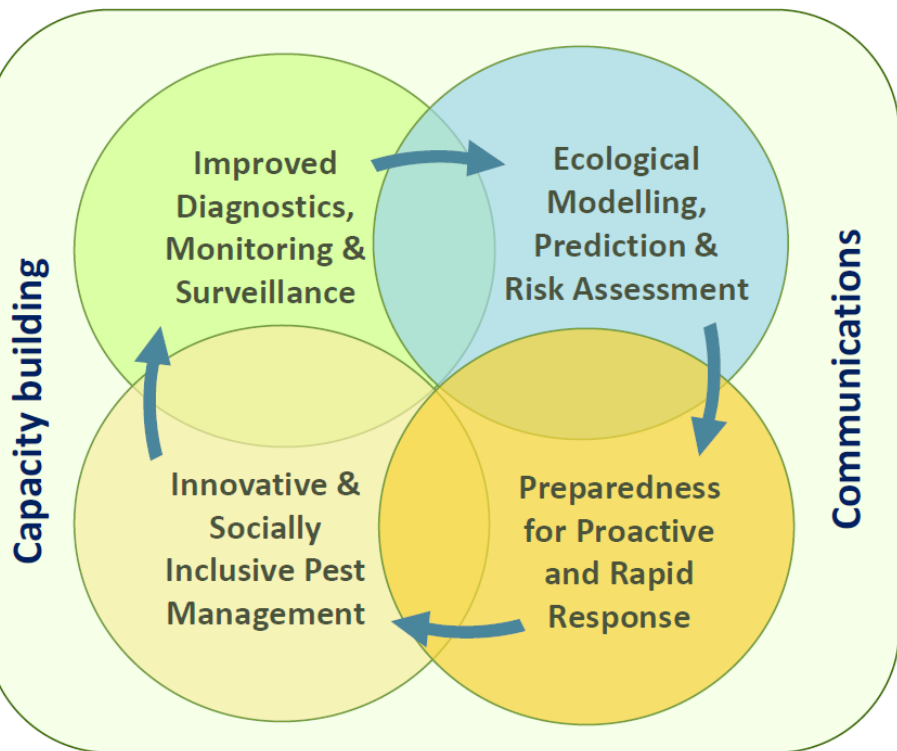 Improved
Diagnostics,
Monitoring &
Surveillance
Ecological
Modelling,
Prediction &
Risk Assessment
Capacity building
Communications
Innovative &
Socially
Inclusive Pest
Management
Preparedness
for Proactive
and Rapid
Response